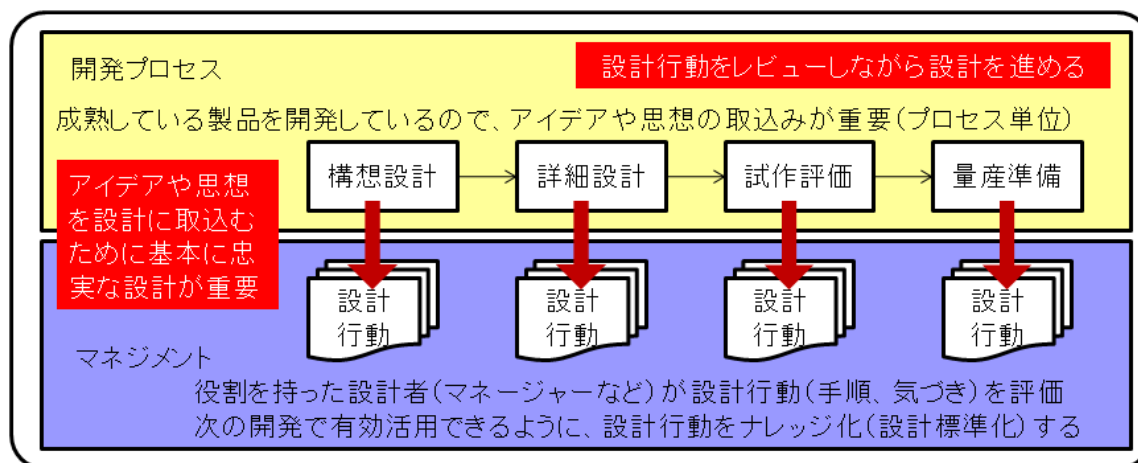 開発プロセス
設計行動をレビューしながら設計を進める
成熟している製品を開発しているので、アイデアや思想の取込みが重要(プロセス単位)
アイデアや思想
を設計に取込む
ために基本に忠
実な設計が重要
構想設計
詳細設計
試作評価
量産準備
設計
行動
設計
行動
設計
行動
設計
行動
マネジメント
役割を持った設計者(マネージャーなど)が設計行動(手順、気づき)を評価
次の開発で有効活用できるように、設計行動をナレッジ化(設計標準化)する